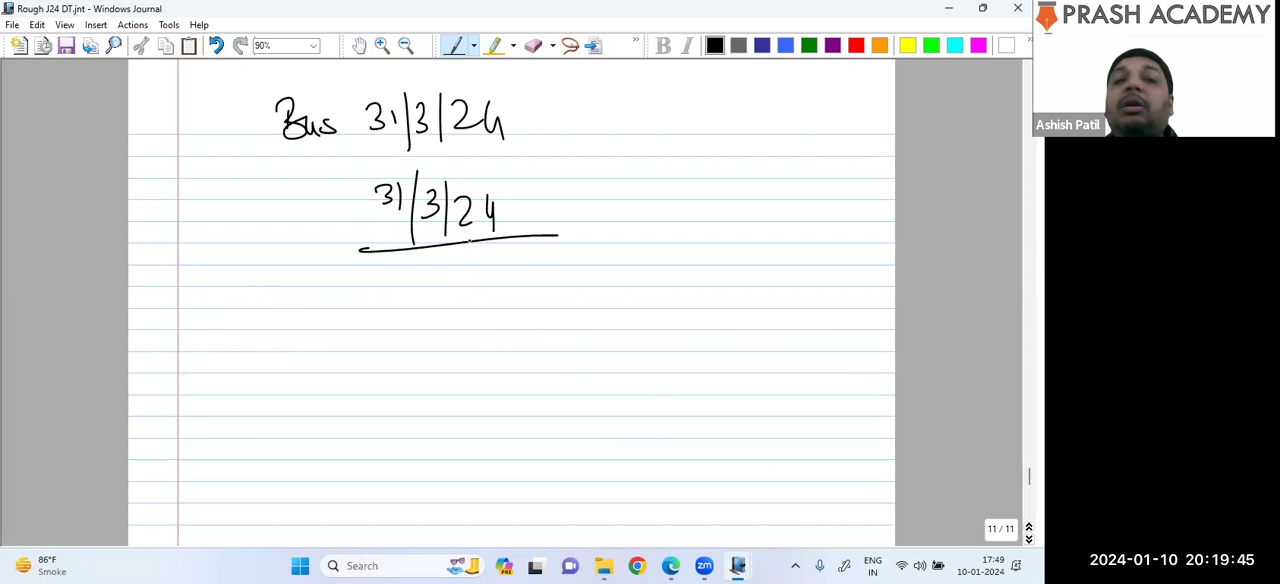 Rough J24 DT.jnt - Windows Journal
File Edit View Insert Actions Tools Help
90%
B I
PRASH ACADEMY
Ashish Patil
Bus 31/3/24
31/3/24
11 / 11
86°F
Smoke
Search
PRE
zm
ENG
IN
17:49
10-01-2024
2024-01-10 20:19:45